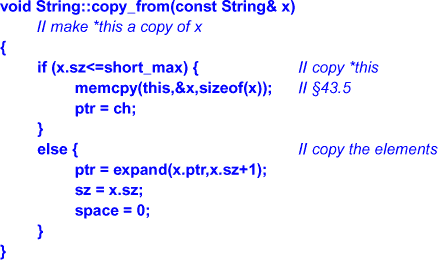 void String::copy_from(const String& x)
// make *this a copy of x
{
if (x.sz<=short_max) { // copy *this
memcpy(this,&x,sizeof(x)); // §43.5
ptr = ch;
}
else { // copy the elements
ptr = expand(x.ptr,x.sz+1);
sz = x.sz;
space = 0;
}
}